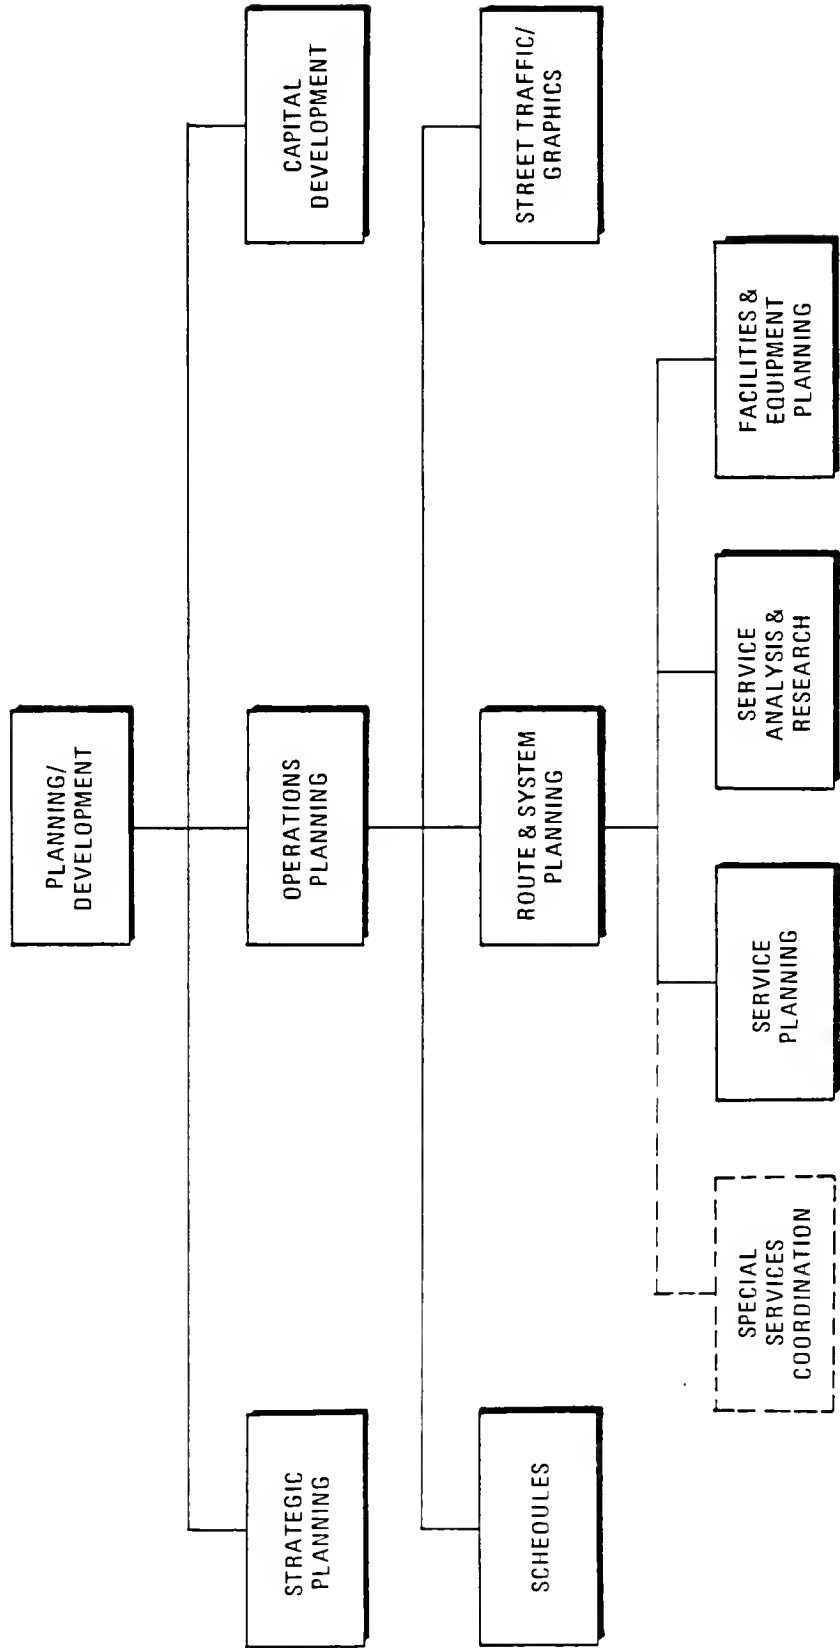 PLANNING/
DEVELOPMENT
STRATEGIC
PLANNING
OPERATIONS
PLANNING
CAPITAL
DEVELOPMENT
SCHEDULES
ROUTE & SYSTEM
PLANNING
STREET TRAFFIC/
GRAPHICS
SPECIAL
SERVICES
COORDINATION
SERVICE
PLANNING
SERVICE
ANALYSIS &
RESEARCH
FACILITIES &
EQUIPMENT
PLANNING